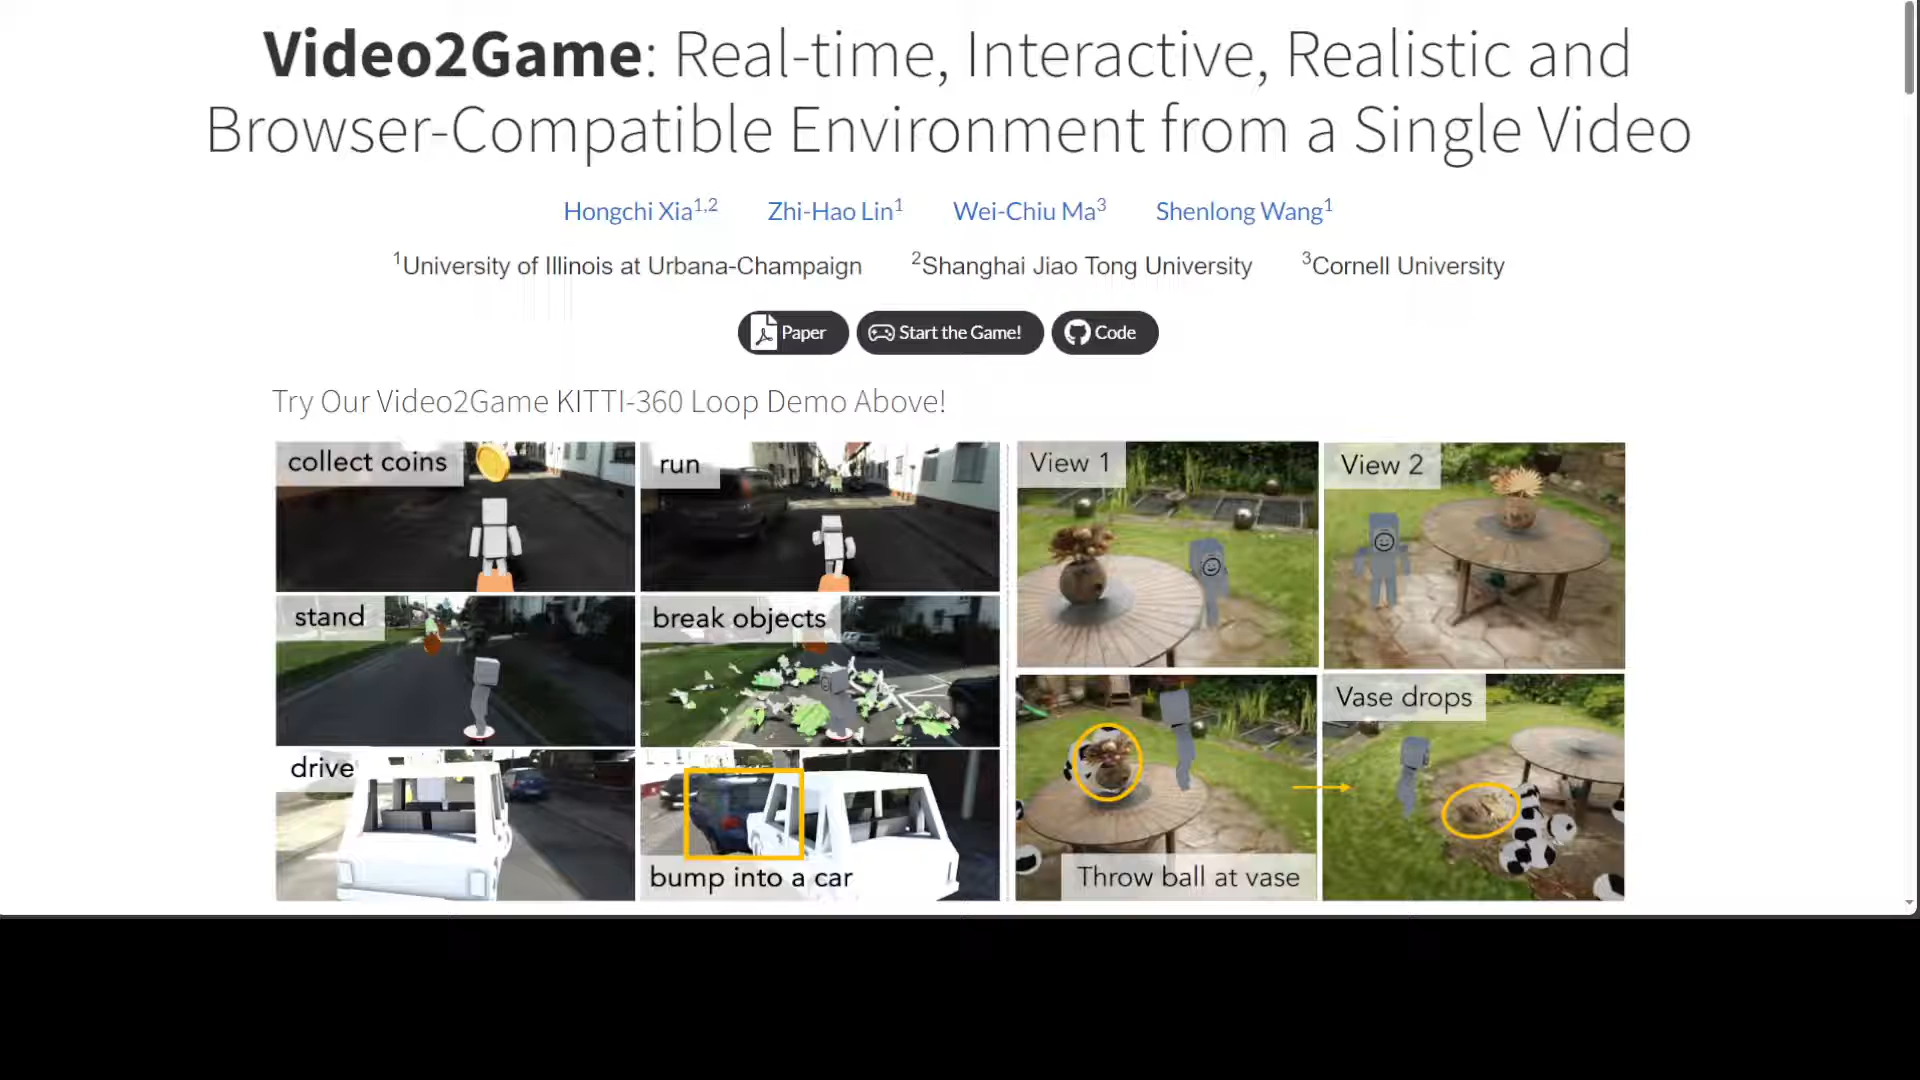 Video2Game: Real-time, Interactive, Realistic and
Browser-Compatible Environment from a Single Video
Hongchi Xia1,2 Zhi-Hao Lin1 Wei-Chiu Ma3 Shenlong Wang1
1University of Illinois at Urbana-Champaign 2Shanghai Jiao Tong University 3Cornell University
Paper Start the Game! Code
Try Our Video2Game KITTI-360 Loop Demo Above!
collect coins
run
View 1
View 2
stand
break objects
Vase drops
drive
bump into a car
Throw ball at vase